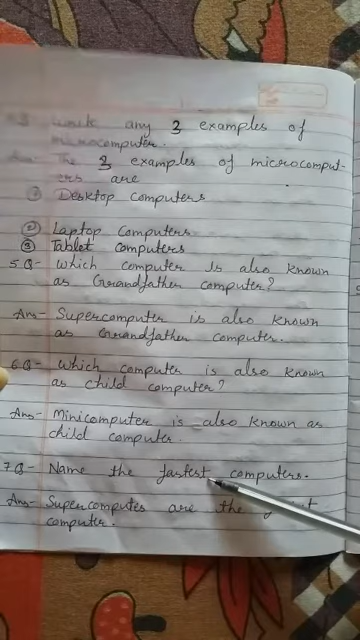 Write any 3 examples of
microcomputer.
Ans- The 3 examples of microcomput-
ers are
① Desktop computers
② Laptop computers
③ Tablet computers
5.Q- Which computer is also known
as Grandfather computer?
Ans- Supercomputer is also known
as Grandfather computer.
6.Q- Which computer is also known
as child computer?
Ans- Minicomputer is also known as
child computer.
7.Q- Name the fastest computers.
Ans- Supercomputes are the
computer.